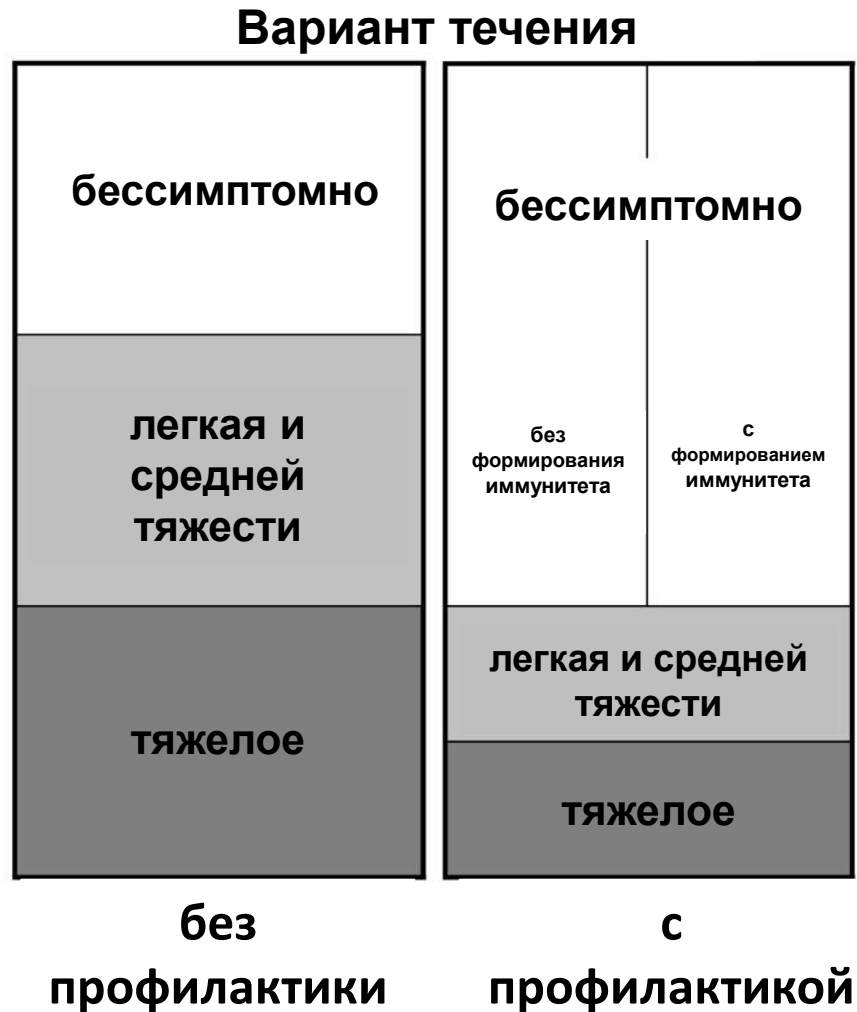 Вариант течения
бессимптомно
легкая и
средней
тяжести
тяжелое
без
профилактики
бессимптомно
без
формирования
иммунитета
с
формированием
иммунитета
легкая и средней
тяжести
тяжелое
с
профилактикой